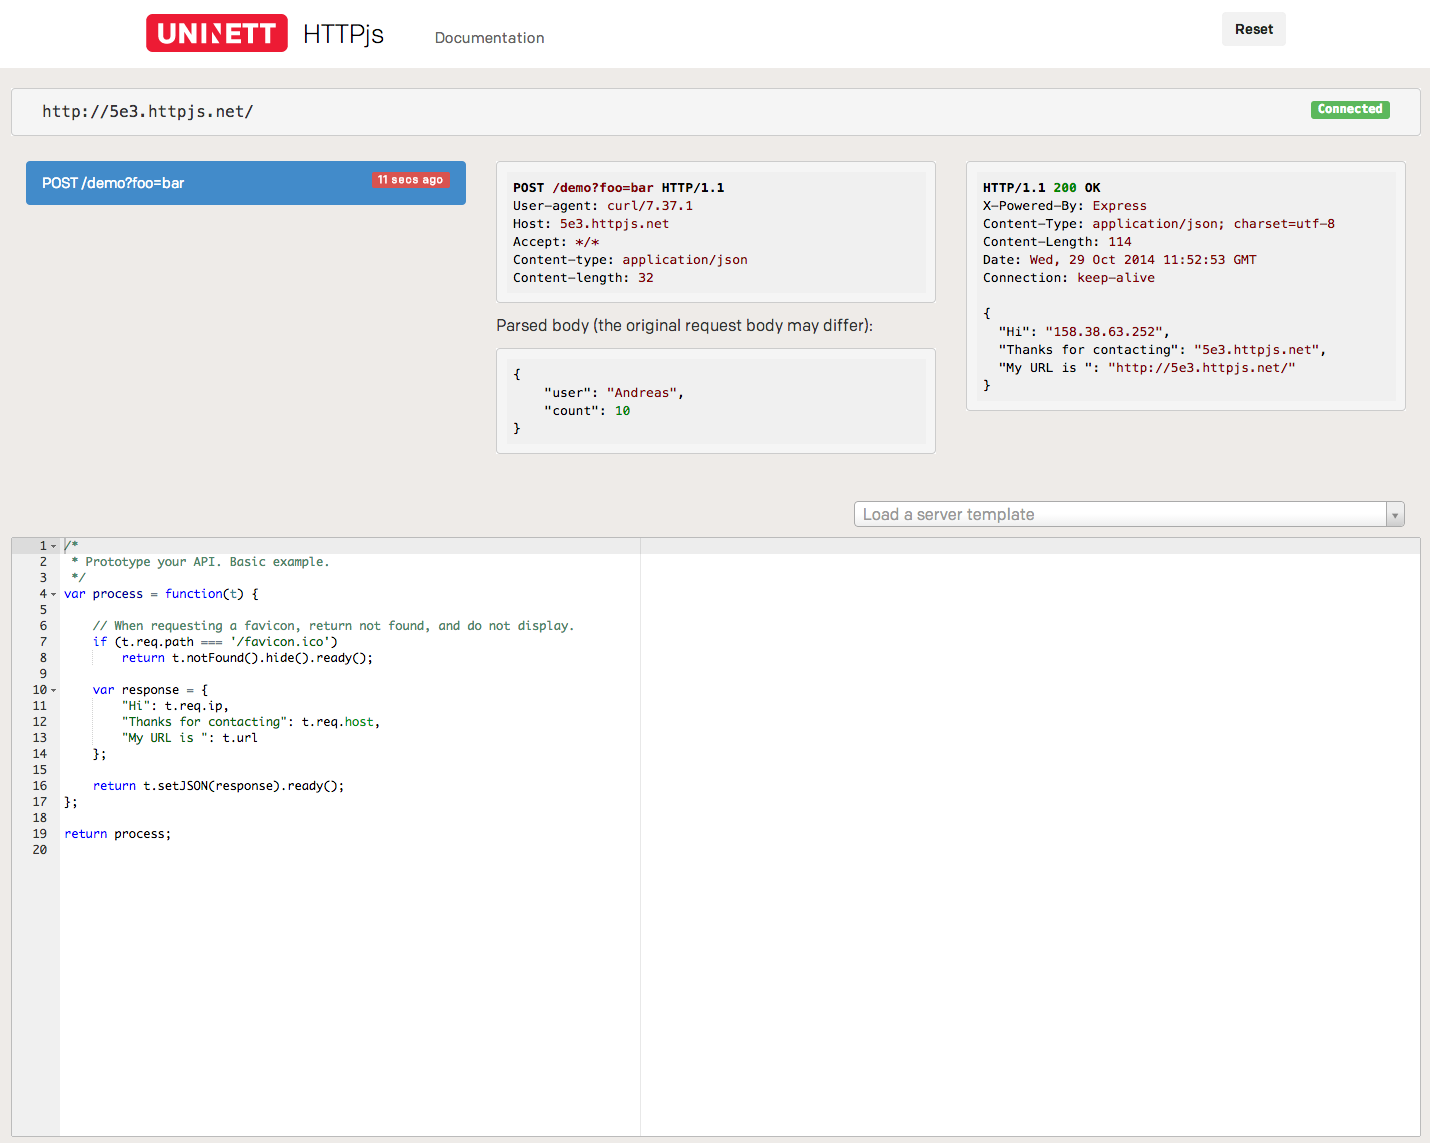 UNINETT HTTPjs Documentation Reset
http://5e3.httpjs.net/ Connected
POST /demo?foo=bar 11 secs ago
POST /demo?foo=bar HTTP/1.1
User-agent: curl/7.37.1
Host: 5e3.httpjs.net
Accept: */*
Content-type: application/json
Content-length: 32
Parsed body (the original request body may differ):
{
    "user": "Andreas",
    "count": 10
}
HTTP/1.1 200 OK
X-Powered-By: Express
Content-Type: application/json; charset=utf-8
Content-Length: 114
Date: Wed, 29 Oct 2014 11:52:53 GMT
Connection: keep-alive
{
  "Hi": "158.38.63.252",
  "Thanks for contacting": "5e3.httpjs.net",
  "My URL is ": "http://5e3.httpjs.net/"
}
Load a server template
1 /*
2  * Prototype your API. Basic example.
3  */
4 var process = function(t) {
5
6     // When requesting a favicon, return not found, and do not display.
7     if (t.req.path === '/favicon.ico')
8         return t.notFound().hide().ready();
9
10     var response = {
11         "Hi": t.req.ip,
12         "Thanks for contacting": t.req.host,
13         "My URL is ": t.url
14     };
15
16     return t.setJSON(response).ready();
17 };
18
19 return process;
20